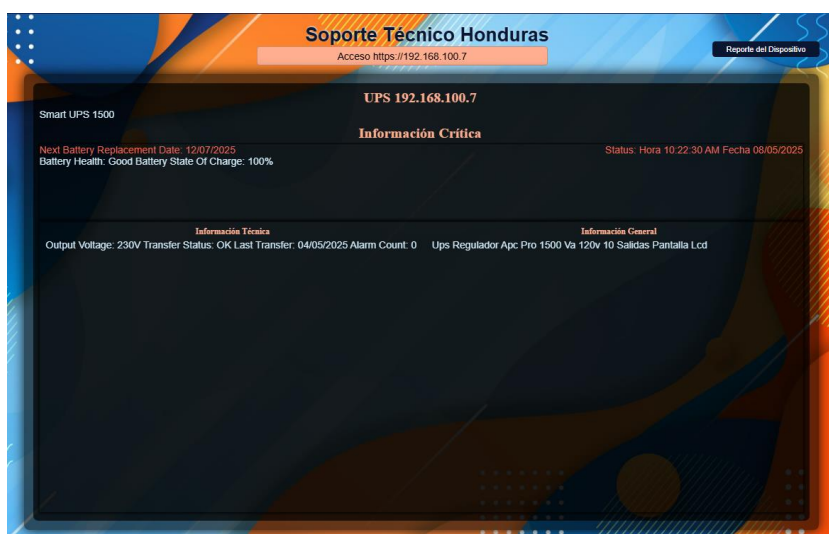 Soporte Técnico Honduras
Acceso https://192.168.100.7
Reporte del Dispositivo
UPS 192.168.100.7
Smart UPS 1500
Información Crítica
Next Battery Replacement Date: 12/07/2025
Status: Hora 10:22:30 AM Fecha 08/05/2025
Battery Health: Good Battery State Of Charge: 100%
Información Técnica
Output Voltage: 230V Transfer Status: OK Last Transfer: 04/05/2025 Alarm Count: 0
Información General
Ups Regulador Apc Pro 1500 Va 120v 10 Salidas Pantalla Lcd